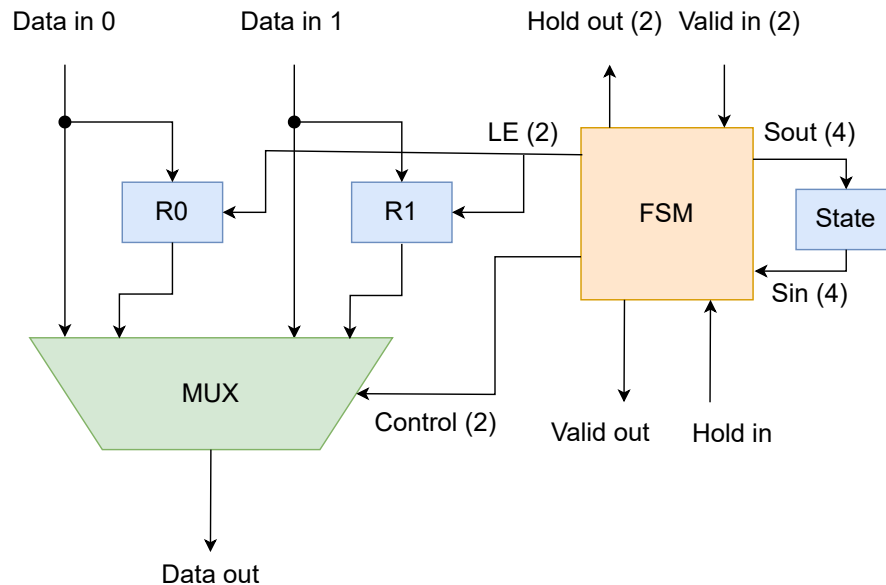 Data in 0
Data in 1
Hold out (2)
Valid in (2)
LE (2)
Sout (4)
R0
R1
FSM
State
Sin (4)
MUX
Control (2)
Valid out
Hold in
Data out